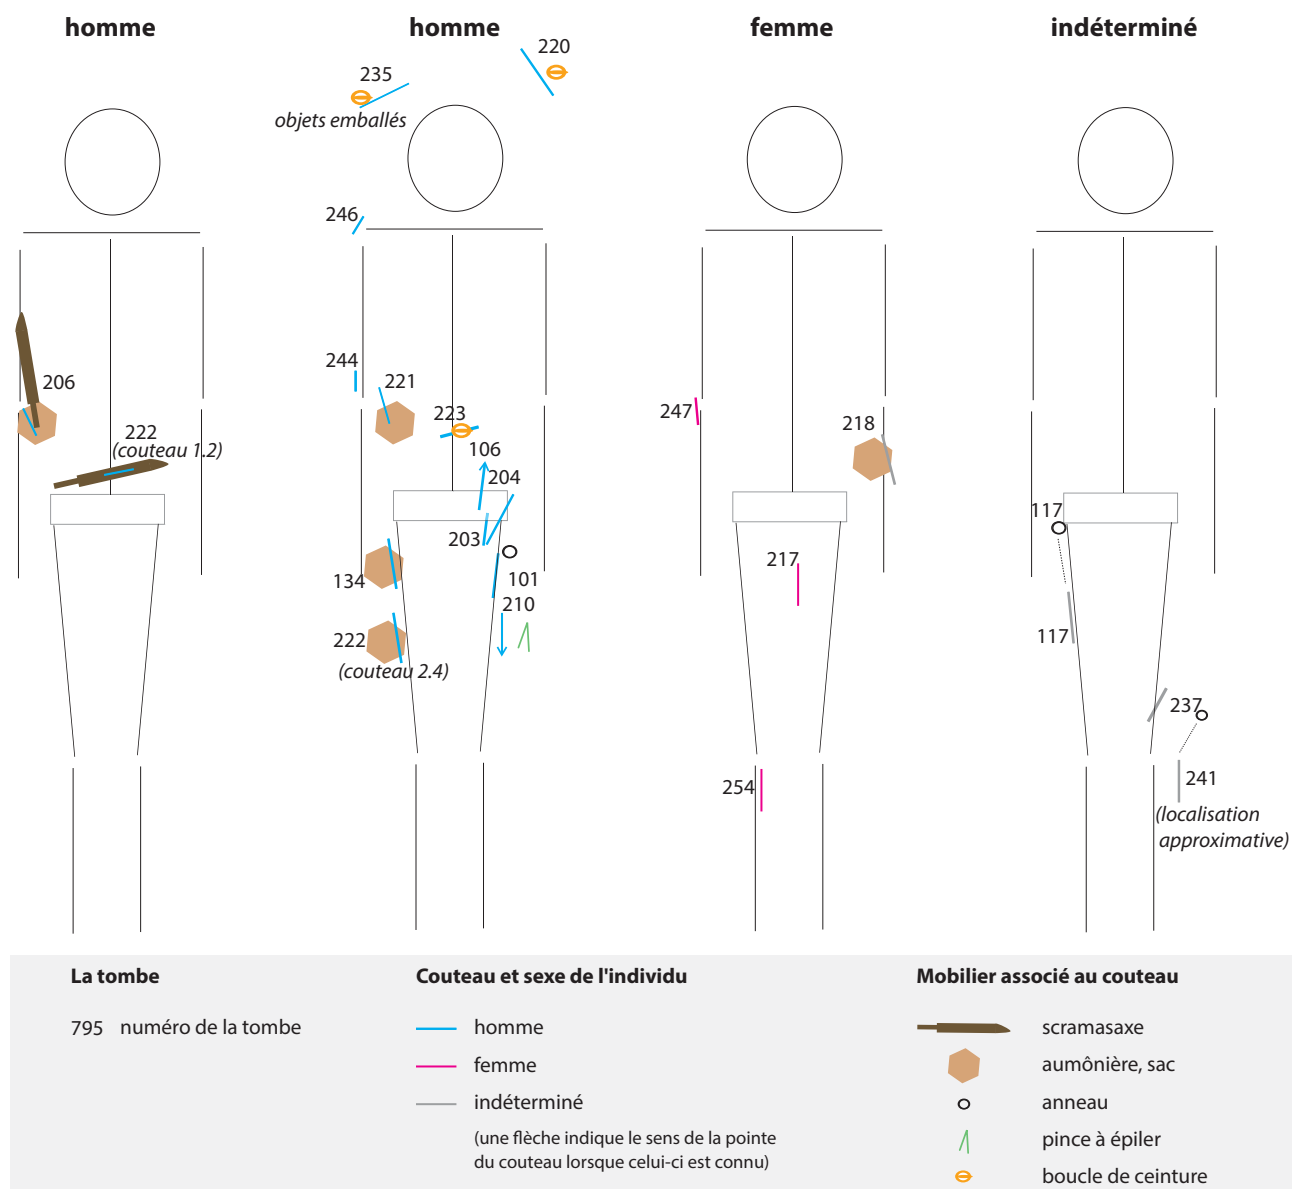 homme
homme
femme
indéterminé
220
235
objets emballés
246
244
206
221
222
(couteau 1.2)
223
106
204
203
134
101
210
222
(couteau 2.4)
247
218
217
254
117
117
237
241
(localisation
approximative)
La tombe
795 numéro de la tombe
Couteau et sexe de l'individu
homme
femme
indéterminé
(une flèche indique le sens de la pointe
du couteau lorsque celui-ci est connu)
Mobilier associé au couteau
scramasaxe
aumônière, sac
anneau
pince à épiler
boucle de ceinture